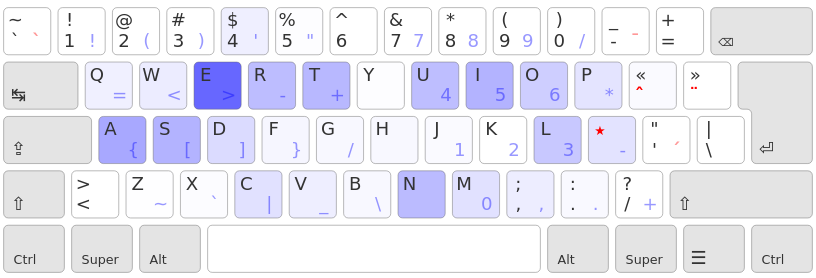 ~ ` ` ! 1 ! @ 2 ( # 3 ) $ 4 ' % 5 " ^ 6 & 7 7 * 8 8 ( 9 9 ) 0 / _ - ¯ + = ⌫
↹ Q = W < E > R - T + Y U 4 I 5 O 6 P * « ^ » ¨
⇪ A { S [ D ] F } G / H J 1 K 2 L 3 ★ - " ' ´ | \ ⏎
⇧ > < Z ~ X ` C | V _ B \ N M 0 ; , , : . . ? / + ⇧
Ctrl Super Alt Alt Super ☰ Ctrl